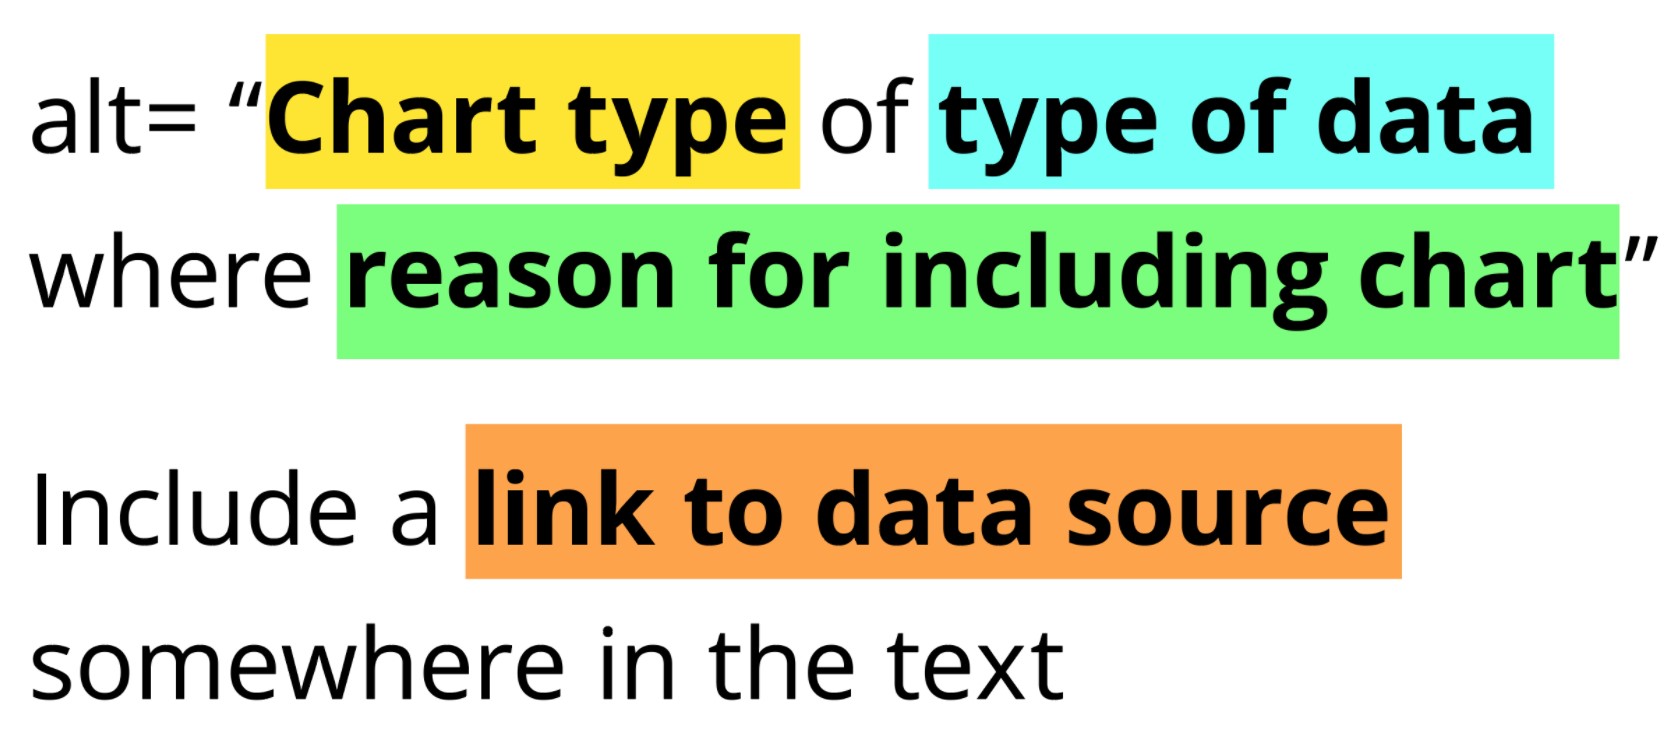 alt= “Chart type of type of data
where reason for including chart”
Include a link to data source
somewhere in the text